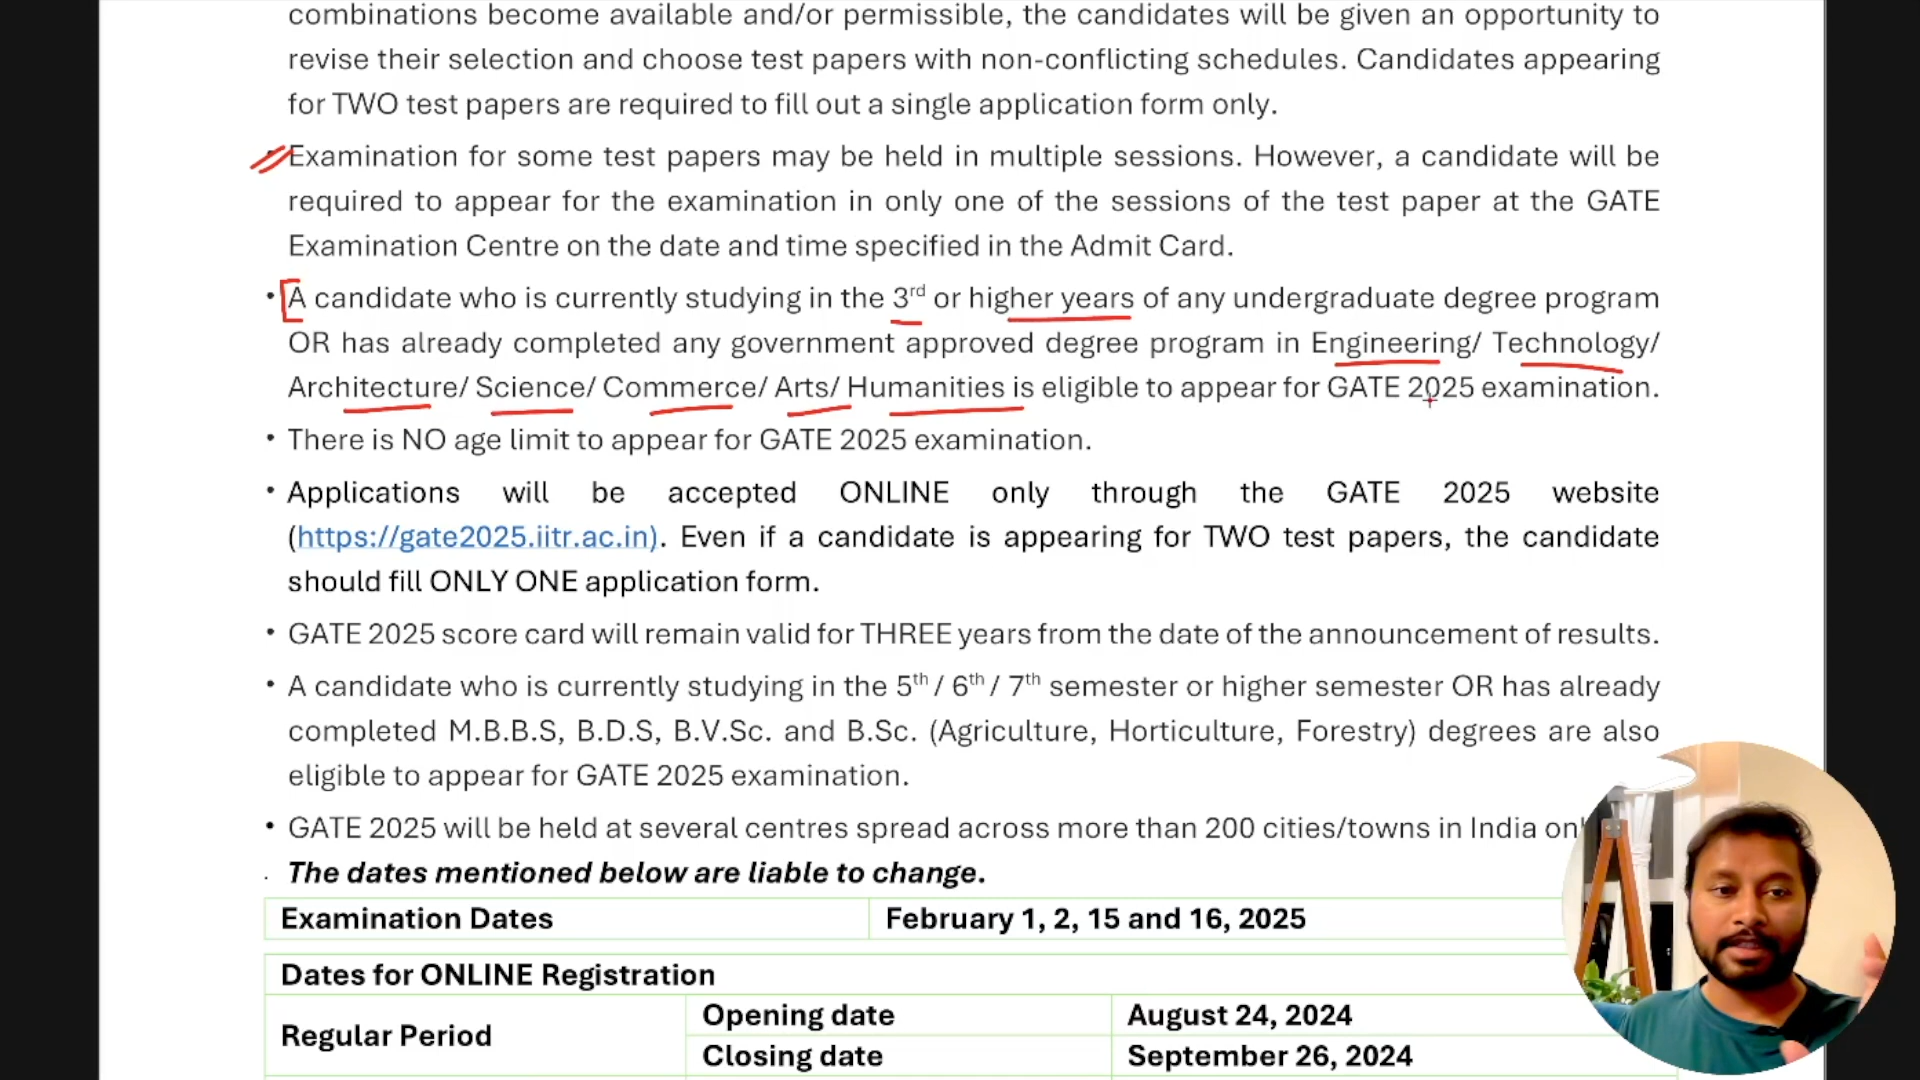 combinations become available and/or permissible, the candidates will be given an opportunity to
revise their selection and choose test papers with non-conflicting schedules. Candidates appearing
for TWO test papers are required to fill out a single application form only.
• Examination for some test papers may be held in multiple sessions. However, a candidate will be
required to appear for the examination in only one of the sessions of the test paper at the GATE
Examination Centre on the date and time specified in the Admit Card.
• A candidate who is currently studying in the 3rd or higher years of any undergraduate degree program
OR has already completed any government approved degree program in Engineering/ Technology/
Architecture/ Science/ Commerce/ Arts/ Humanities is eligible to appear for GATE 2025 examination.
• There is NO age limit to appear for GATE 2025 examination.
• Applications will be accepted ONLINE only through the GATE 2025 website
(https://gate2025.iitr.ac.in). Even if a candidate is appearing for TWO test papers, the candidate
should fill ONLY ONE application form.
• GATE 2025 score card will remain valid for THREE years from the date of the announcement of results.
• A candidate who is currently studying in the 5th / 6th / 7th semester or higher semester OR has already
completed M.B.B.S, B.D.S, B.V.Sc. and B.Sc. (Agriculture, Horticulture, Forestry) degrees are also
eligible to appear for GATE 2025 examination.
• GATE 2025 will be held at several centres spread across more than 200 cities/towns in India
. The dates mentioned below are liable to change.
Examination Dates February 1, 2, 15 and 16, 2025
Dates for ONLINE Registration
Regular Period
Opening date August 24, 2024
Closing date September 26, 2024